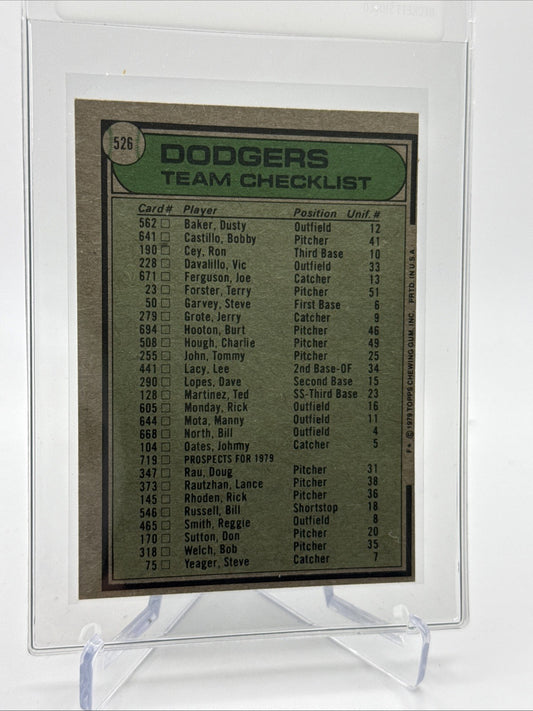 526
DODGERS
TEAM CHECKLIST
Card# Player Position Unif. #
562 Baker, Dusty Outfield 12
641 Castillo, Bobby Pitcher 41
190 Cey, Ron Third Base 10
228 Davalillo, Vic Outfield 33
671 Ferguson, Joe Catcher 13
23 Forster, Terry Pitcher 51
50 Garvey, Steve First Base 6
279 Grote, Jerry Catcher 9
694 Hooton, Burt Pitcher 46
508 Hough, Charlie Pitcher 49
255 John, Tommy Pitcher 25
441 Lacy, Lee 2nd Base-OF 34
290 Lopes, Dave Second Base 15
128 Martinez, Ted SS-Third Base 23
605 Monday, Rick Outfield 16
644 Mota, Manny Outfield 11
668 North, Bill Outfield 4
104 Oates, Johnny Catcher 5
719 PROSPECTS FOR 1979
347 Rau, Doug Pitcher 31
373 Rautzhan, Lance Pitcher 38
145 Rhoden, Rick Pitcher 36
546 Russell, Bill Shortstop 18
465 Smith, Reggie Outfield 8
170 Sutton, Don Pitcher 20
318 Welch, Bob Pitcher 35
75 Yeager, Steve Catcher 7
F* © 1979 TOPPS CHEWING GUM, INC. PRTD. IN U.S.A.